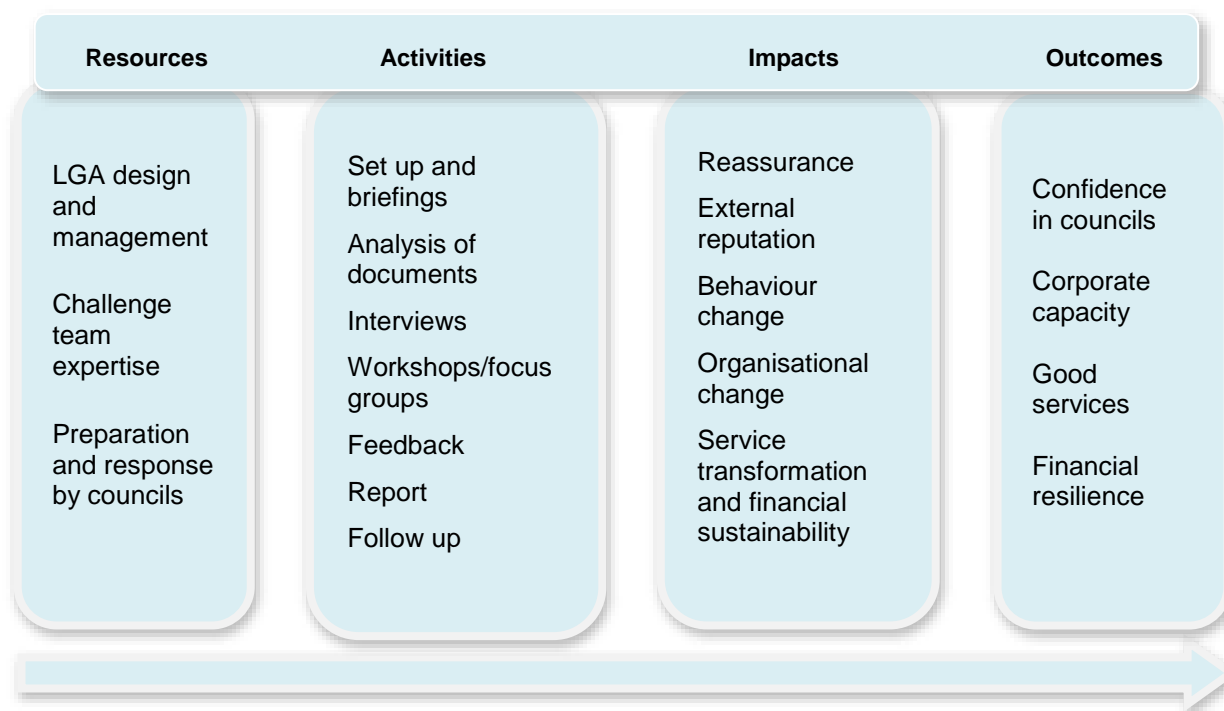 Resources Activities Impacts Outcomes
LGA design
and
management
Challenge
team
expertise
Preparation
and response
by councils
Set up and
briefings
Analysis of
documents
Interviews
Workshops/focus
groups
Feedback
Report
Follow up
Reassurance
External
reputation
Behaviour
change
Organisational
change
Service
transformation
and financial
sustainability
Confidence
in councils
Corporate
capacity
Good
services
Financial
resilience